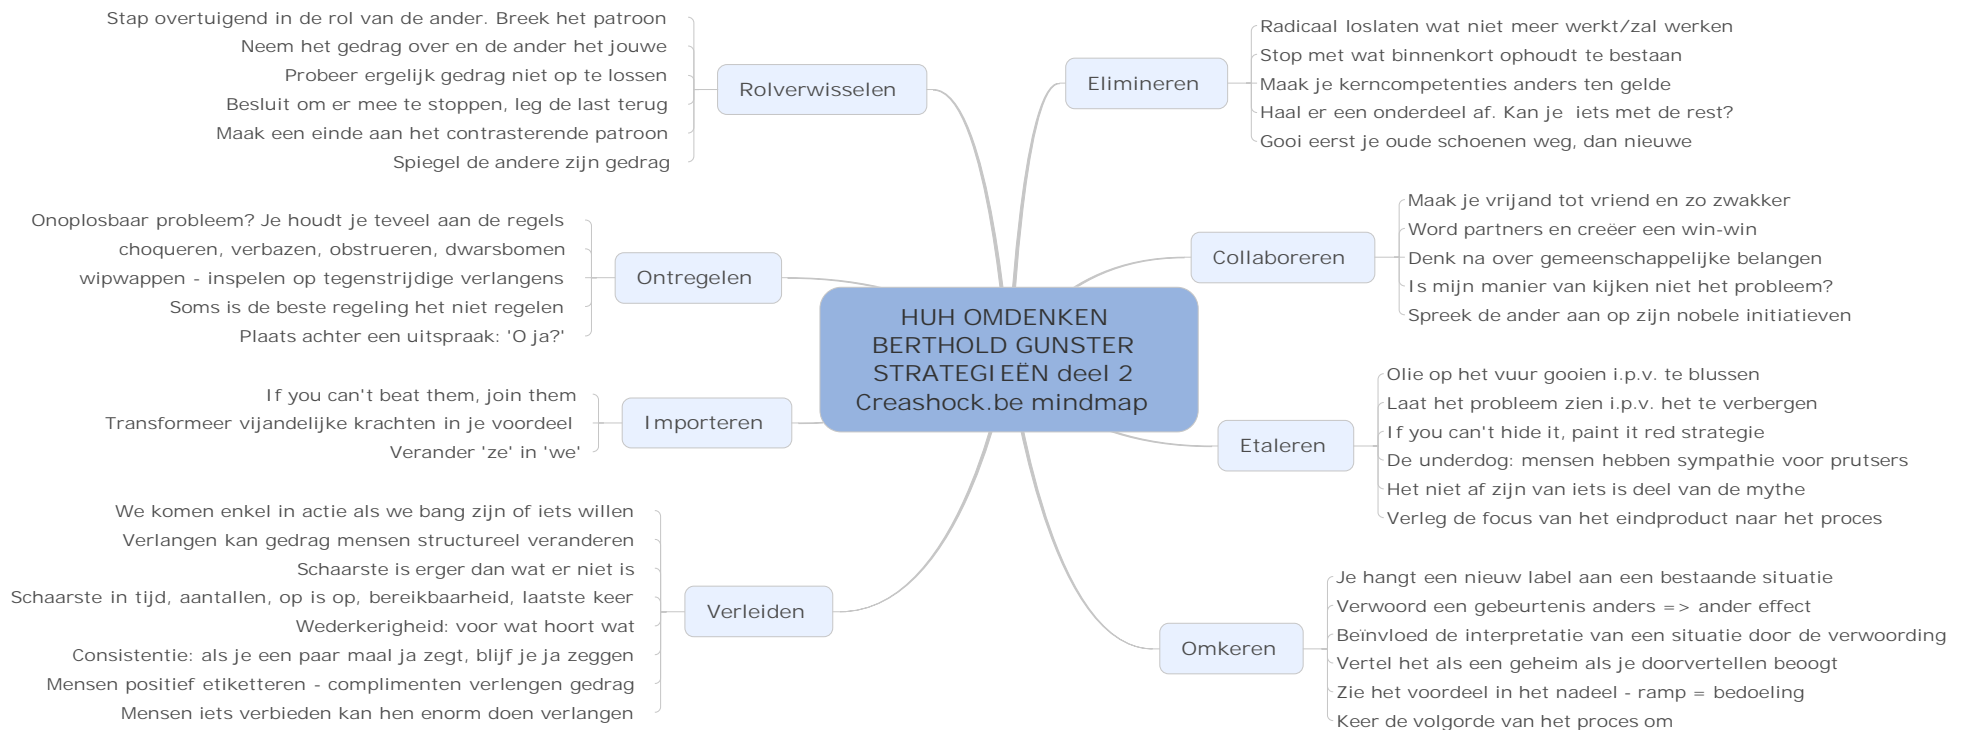 HUH OMDENKEN
BERTHOLD GUNSTER
STRATEGIEËN deel 2
Creashock.be mindmap
Elimineren
Radicaal loslaten wat niet meer werkt/zal werken
Stop met wat binnenkort ophoudt te bestaan
Maak je kerncompetenties anders ten gelde
Haal er een onderdeel af. Kan je iets met de rest?
Gooi eerst je oude schoenen weg, dan nieuwe
Collaboreren
Maak je vrijand tot vriend en zo zwakker
Word partners en creëer een win-win
Denk na over gemeenschappelijke belangen
Is mijn manier van kijken niet het probleem?
Spreek de ander aan op zijn nobele initiatieven
Etaleren
Olie op het vuur gooien i.p.v. te blussen
Laat het probleem zien i.p.v. het te verbergen
If you can't hide it, paint it red strategie
De underdog: mensen hebben sympathie voor prutsers
Het niet af zijn van iets is deel van de mythe
Verleg de focus van het eindproduct naar het proces
Omkeren
Je hangt een nieuw label aan een bestaande situatie
Verwoord een gebeurtenis anders => ander effect
Beïnvloed de interpretatie van een situatie door de verwoording
Vertel het als een geheim als je doorvertellen beoogt
Zie het voordeel in het nadeel - ramp = bedoeling
Keer de volgorde van het proces om
Rolverwisselen
Stap overtuigend in de rol van de ander. Breek het patroon
Neem het gedrag over en de ander het jouwe
Probeer ergelijk gedrag niet op te lossen
Besluit om er mee te stoppen, leg de last terug
Maak een einde aan het contrasterende patroon
Spiegel de andere zijn gedrag
Ontregelen
Onoplosbaar probleem? Je houdt je teveel aan de regels
choqueren, verbazen, obstrueren, dwarsbomen
wipwappen - inspelen op tegenstrijdige verlangens
Soms is de beste regeling het niet regelen
Plaats achter een uitspraak: 'O ja?'
Importeren
If you can't beat them, join them
Transformeer vijandelijke krachten in je voordeel
Verander 'ze' in 'we'
Verleiden
We komen enkel in actie als we bang zijn of iets willen
Verlangen kan gedrag mensen structureel veranderen
Schaarste is erger dan wat er niet is
Schaarste in tijd, aantallen, op is op, bereikbaarheid, laatste keer
Wederkerigheid: voor wat hoort wat
Consistentie: als je een paar maal ja zegt, blijf je ja zeggen
Mensen positief etiketteren - complimenten verlengen gedrag
Mensen iets verbieden kan hen enorm doen verlangen